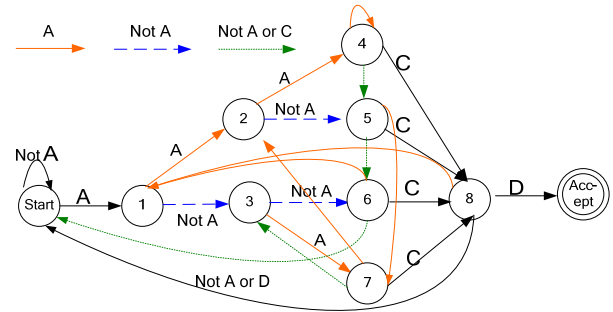 A
Not A
Not A or C
4
C
A
2
Not A
5
C
A
Not A
Start
A
1
Not A
3
Not A
6
C
8
D
Acc-
ept
A
7
C
Not A or D